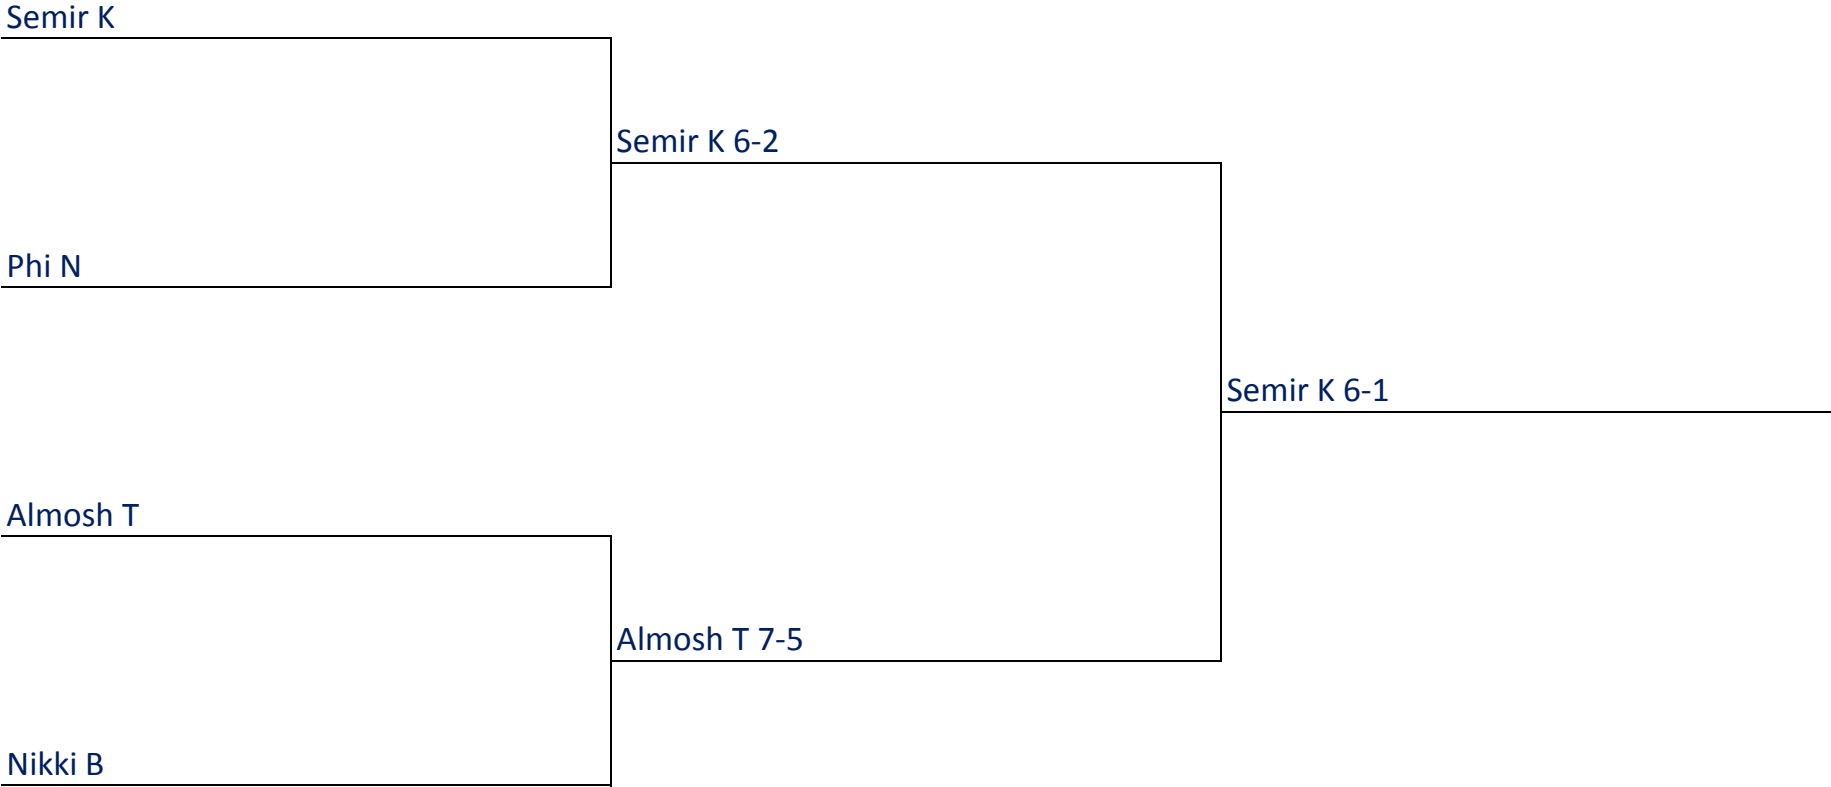 Semir K
Semir K 6-2
Phi N
Semir K 6-1
Almosh T
Almosh T 7-5
Nikki B